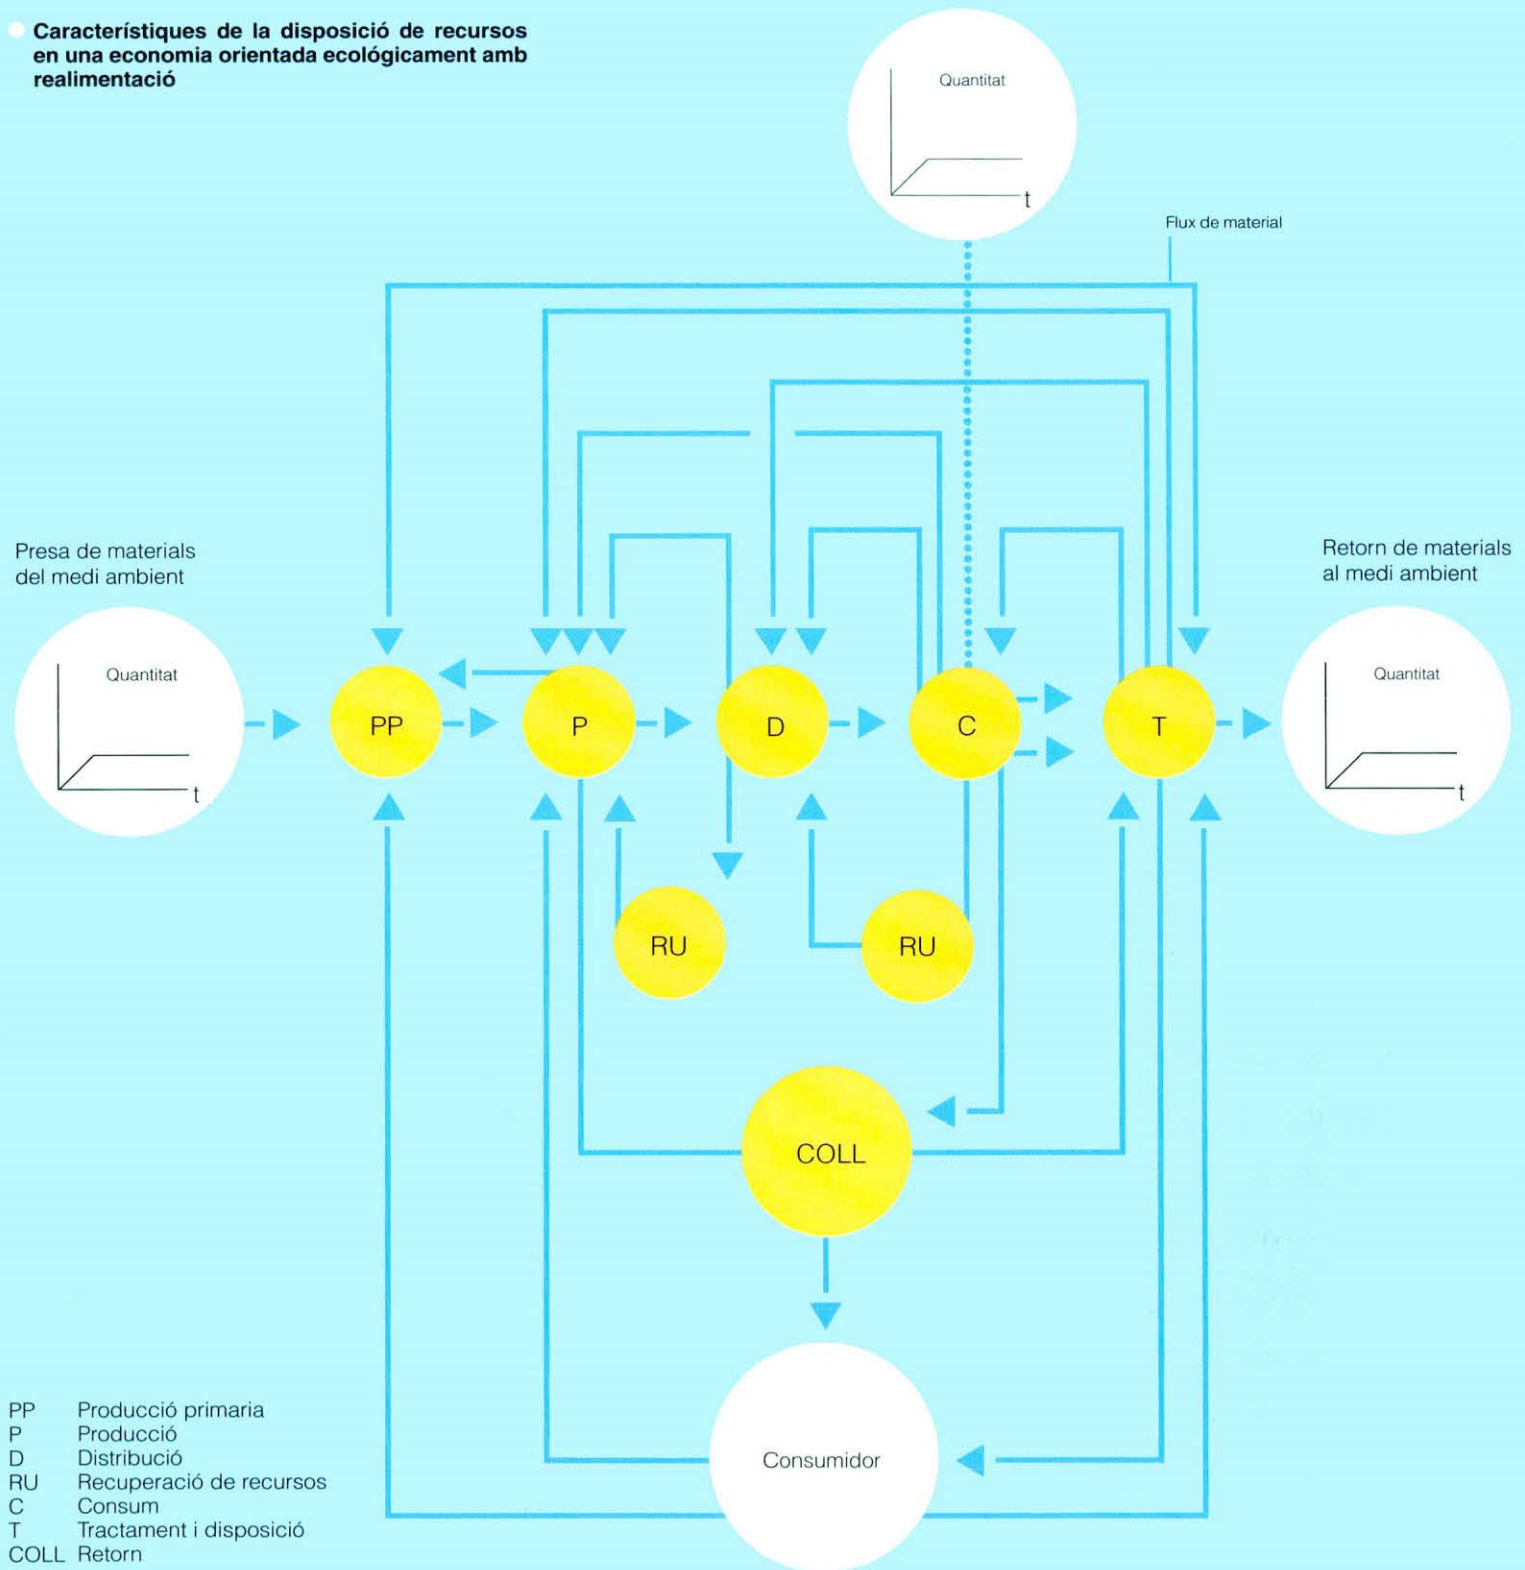 Característiques de la disposició de recursos
en una economia orientada ecológicament amb
realimentació
Quantitat
t
Flux de material
Presa de materials
del medi ambient
Quantitat
t
Retorn de materials
al medi ambient
Quantitat
t
PP
P
D
C
T
RU
RU
COLL
Consumidor
PP Producció primaria
P Producció
D Distribució
RU Recuperació de recursos
C Consum
T Tractament i disposició
COLL Retorn